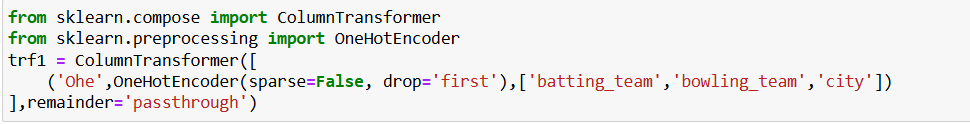 from sklearn.compose import ColumnTransformer
from sklearn.preprocessing import OneHotEncoder
trf1 = ColumnTransformer([
    ('Ohe',OneHotEncoder(sparse=False, drop='first'),['batting_team','bowling_team','city'])
],remainder='passthrough')